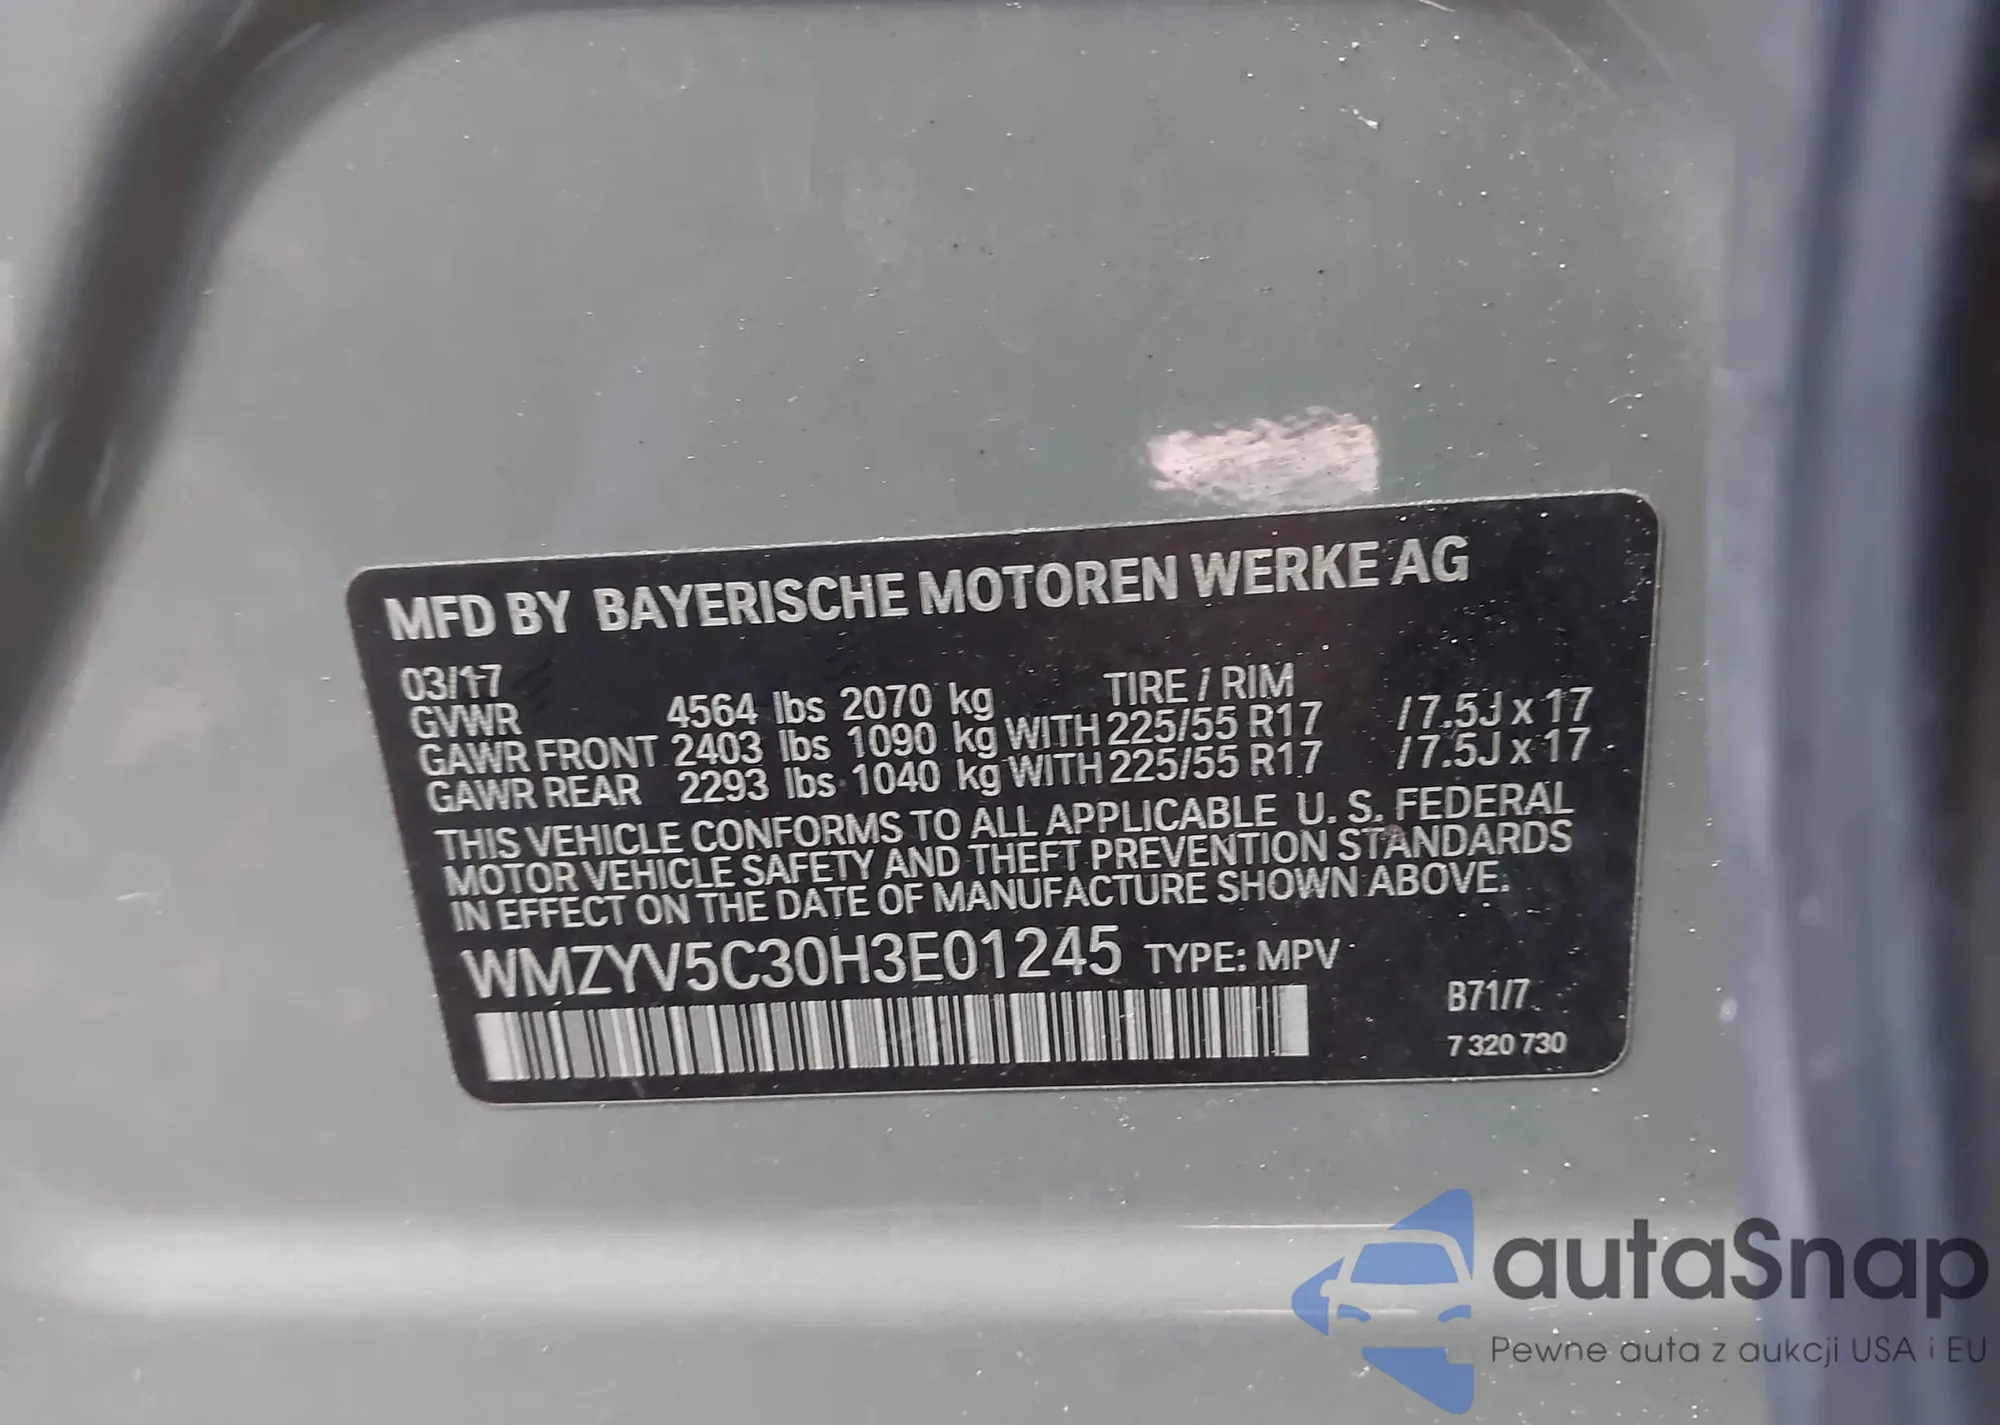 MFD BY BAYERISCHE MOTOREN WERKE AG
03/17 TIRE / RIM
GVWR 4564 lbs 2070 kg
GAWR FRONT 2403 lbs 1090 kg WITH 225/55 R17 /7.5J x 17
GAWR REAR 2293 lbs 1040 kg WITH 225/55 R17 /7.5J x 17
THIS VEHICLE CONFORMS TO ALL APPLICABLE U. S. FEDERAL
MOTOR VEHICLE SAFETY AND THEFT PREVENTION STANDARDS
IN EFFECT ON THE DATE OF MANUFACTURE SHOWN ABOVE.
WMZYV5C30H3E01245 TYPE: MPV
B71/7
7 320 730
autaSnap
Pewne auta z aukcji USA i EU